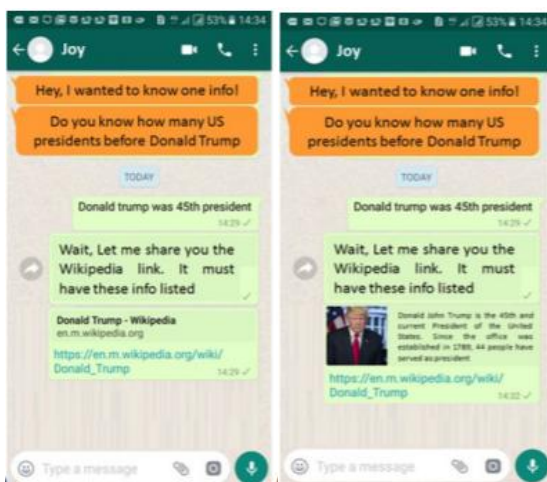 53% 14:34
Joy
Hey, I wanted to know one info!
Do you know how many US
presidents before Donald Trump
TODAY
Donald trump was 45th president
14:29
Wait, Let me share you the
Wikipedia link. It must
have these info listed
Donald Trump - Wikipedia
en.m.wikipedia.org
https://en.m.wikipedia.org/wiki/
Donald_Trump
14:29
Type a message
53% 14:34
Joy
Hey, I wanted to know one info!
Do you know how many US
presidents before Donald Trump
TODAY
Donald trump was 45th president
14:29
Wait, Let me share you the
Wikipedia link. It must
have these info listed
Donald John Trump is the 45th and
current President of the United
States. Since the office was
established in 1789, 44 people have
served as president
https://en.m.wikipedia.org/wiki/
Donald_Trump
14:32
Type a message